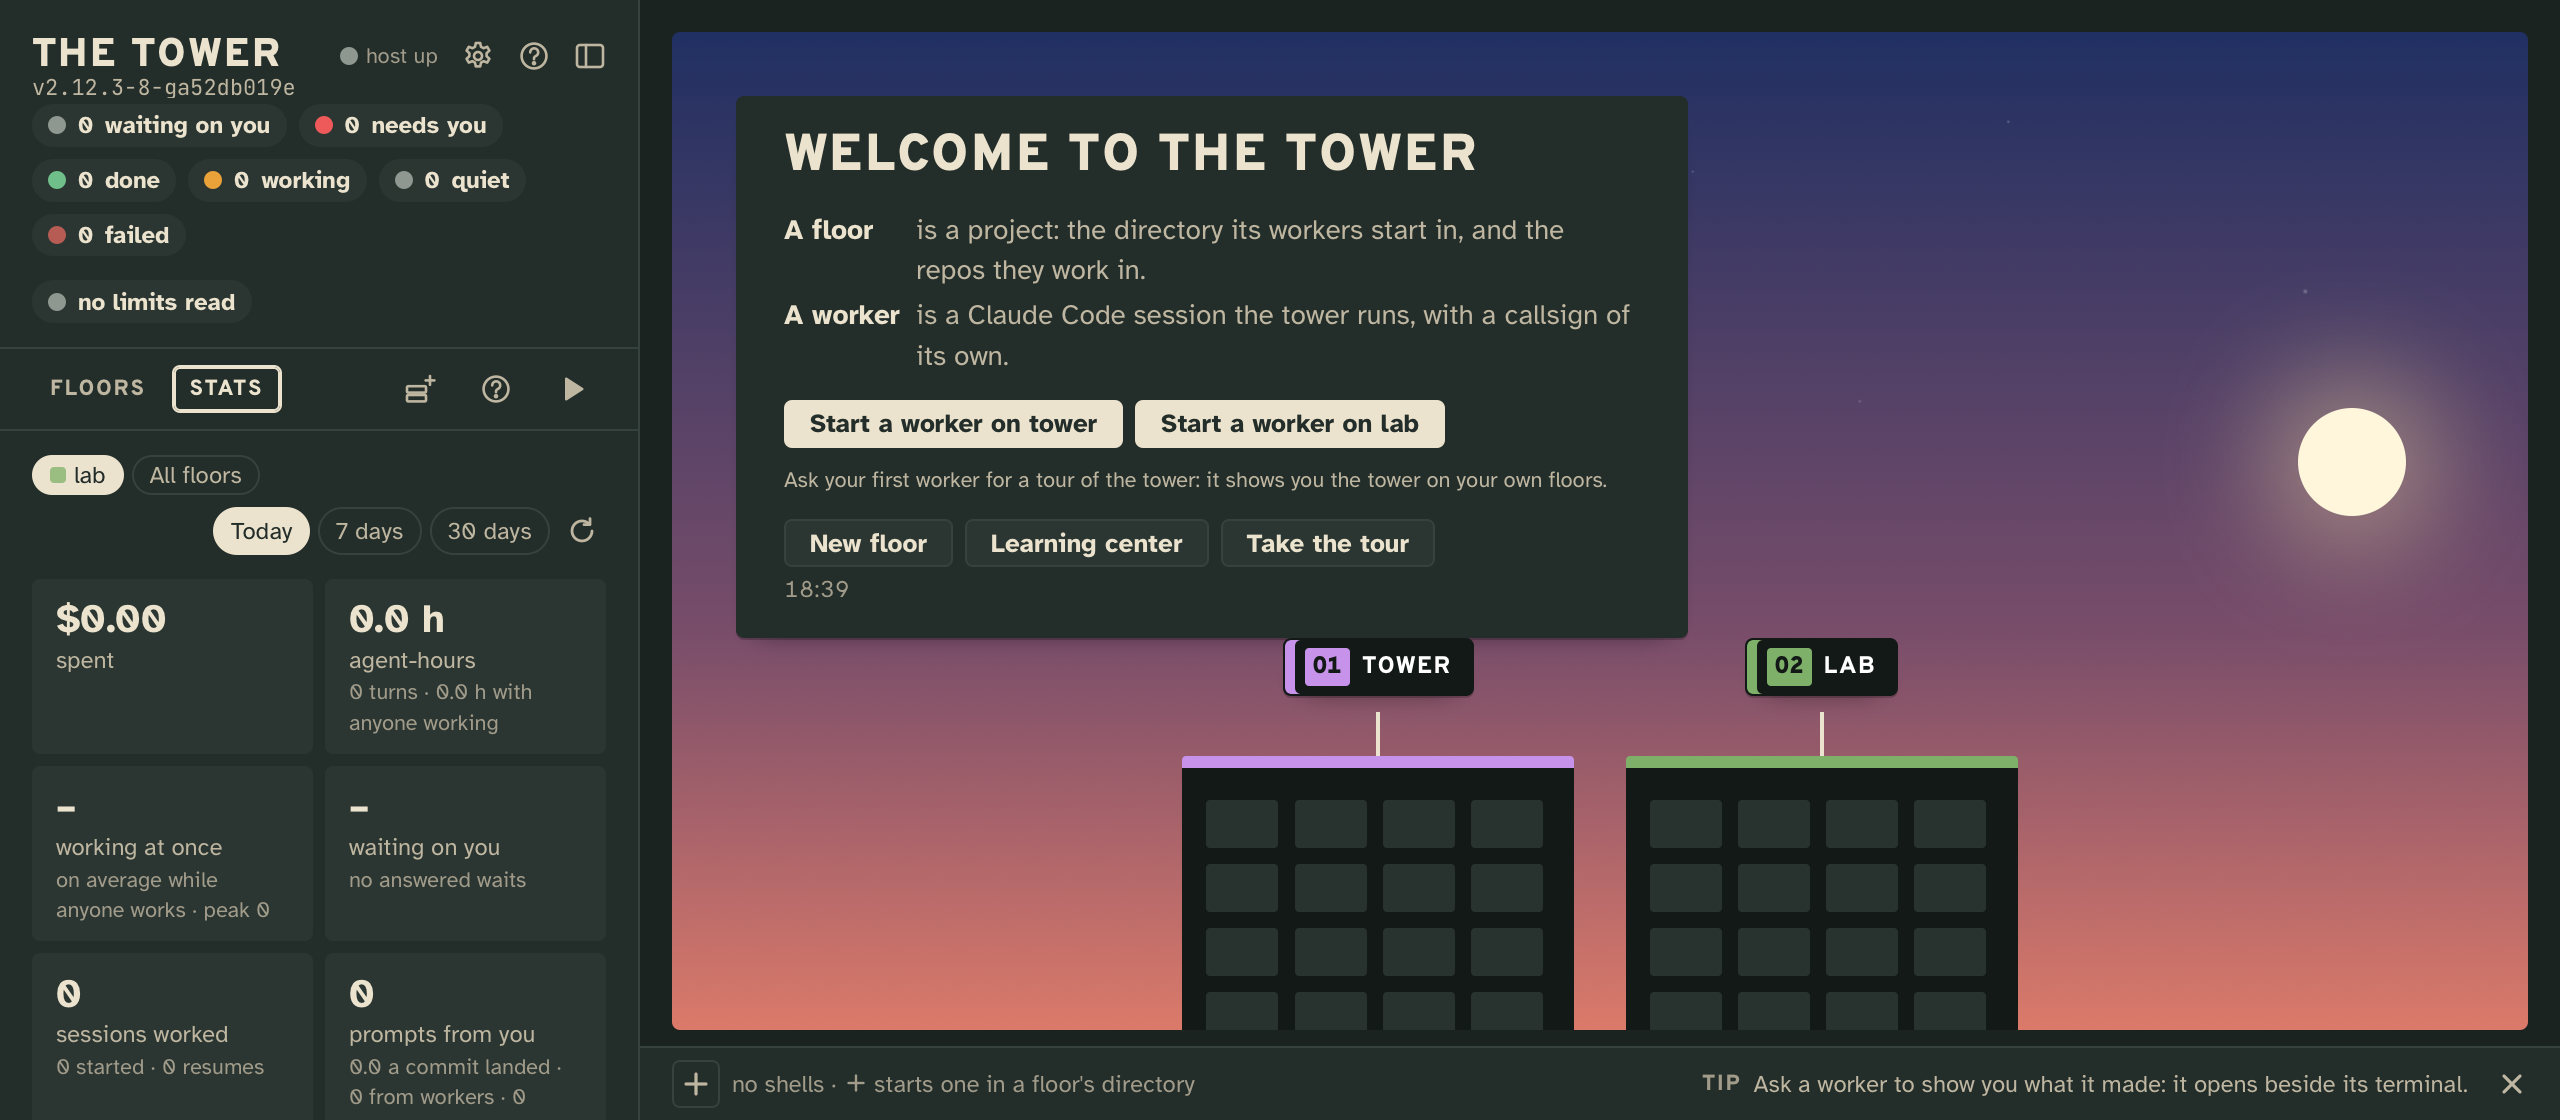 THE TOWER
host up
v2.12.3-8-ga52db019e
0 waiting on you
0 needs you
0 done
0 working
0 quiet
0 failed
no limits read
FLOORS
STATS
lab
All floors
Today
7 days
30 days
$0.00
spent
0.0 h
agent-hours
0 turns · 0.0 h with
anyone working
–
working at once
on average while
anyone works · peak 0
–
waiting on you
no answered waits
0
sessions worked
0 started · 0 resumes
0
prompts from you
0.0 a commit landed ·
0 from workers · 0
WELCOME TO THE TOWER
A floor is a project: the directory its workers start in, and the
repos they work in.
A worker is a Claude Code session the tower runs, with a callsign of
its own.
Start a worker on tower
Start a worker on lab
Ask your first worker for a tour of the tower: it shows you the tower on your own floors.
New floor
Learning center
Take the tour
18:39
01 TOWER
02 LAB
no shells · + starts one in a floor's directory
TIP Ask a worker to show you what it made: it opens beside its terminal.